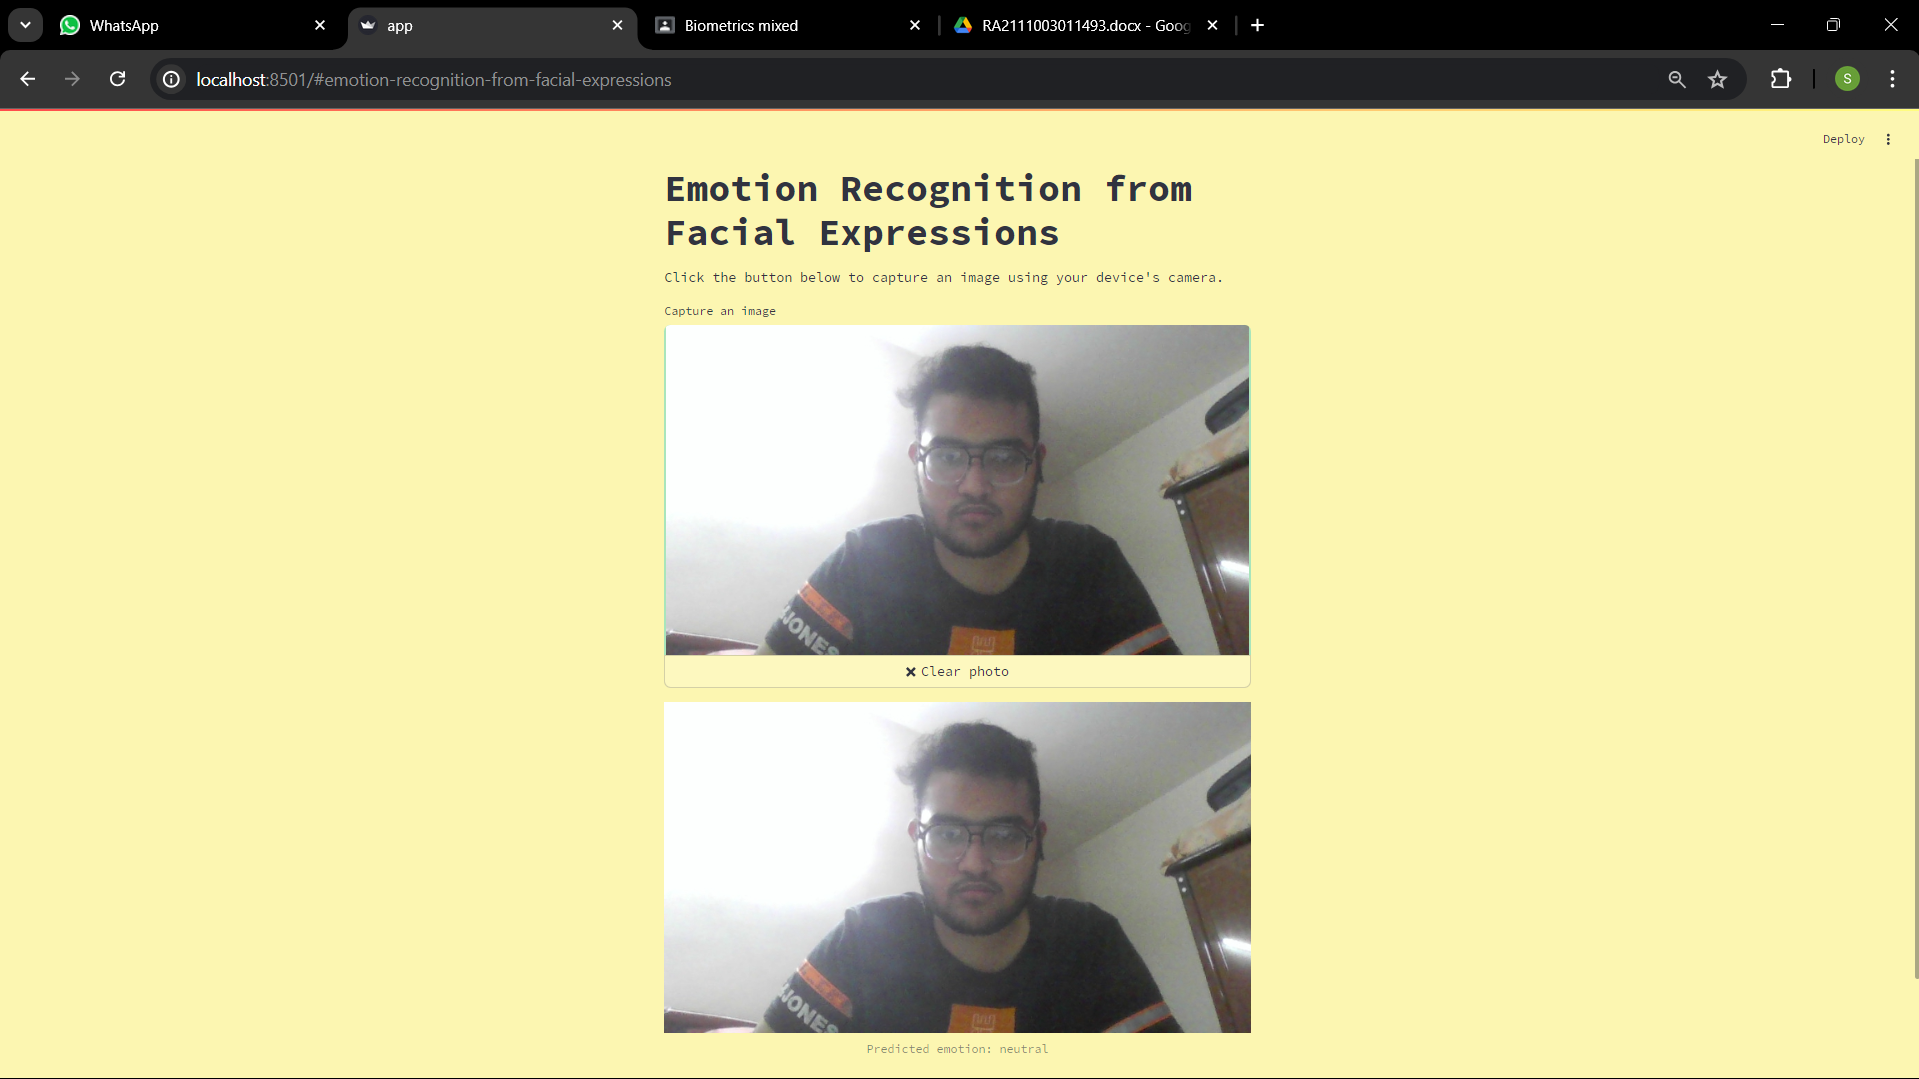 WhatsApp
app
Biometrics mixed
RA2111003011493.docx - Goog
localhost:8501/#emotion-recognition-from-facial-expressions
S
Deploy
Emotion Recognition from
Facial Expressions
Click the button below to capture an image using your device's camera.
Capture an image
JONES
Clear photo
JONES
Predicted emotion: neutral